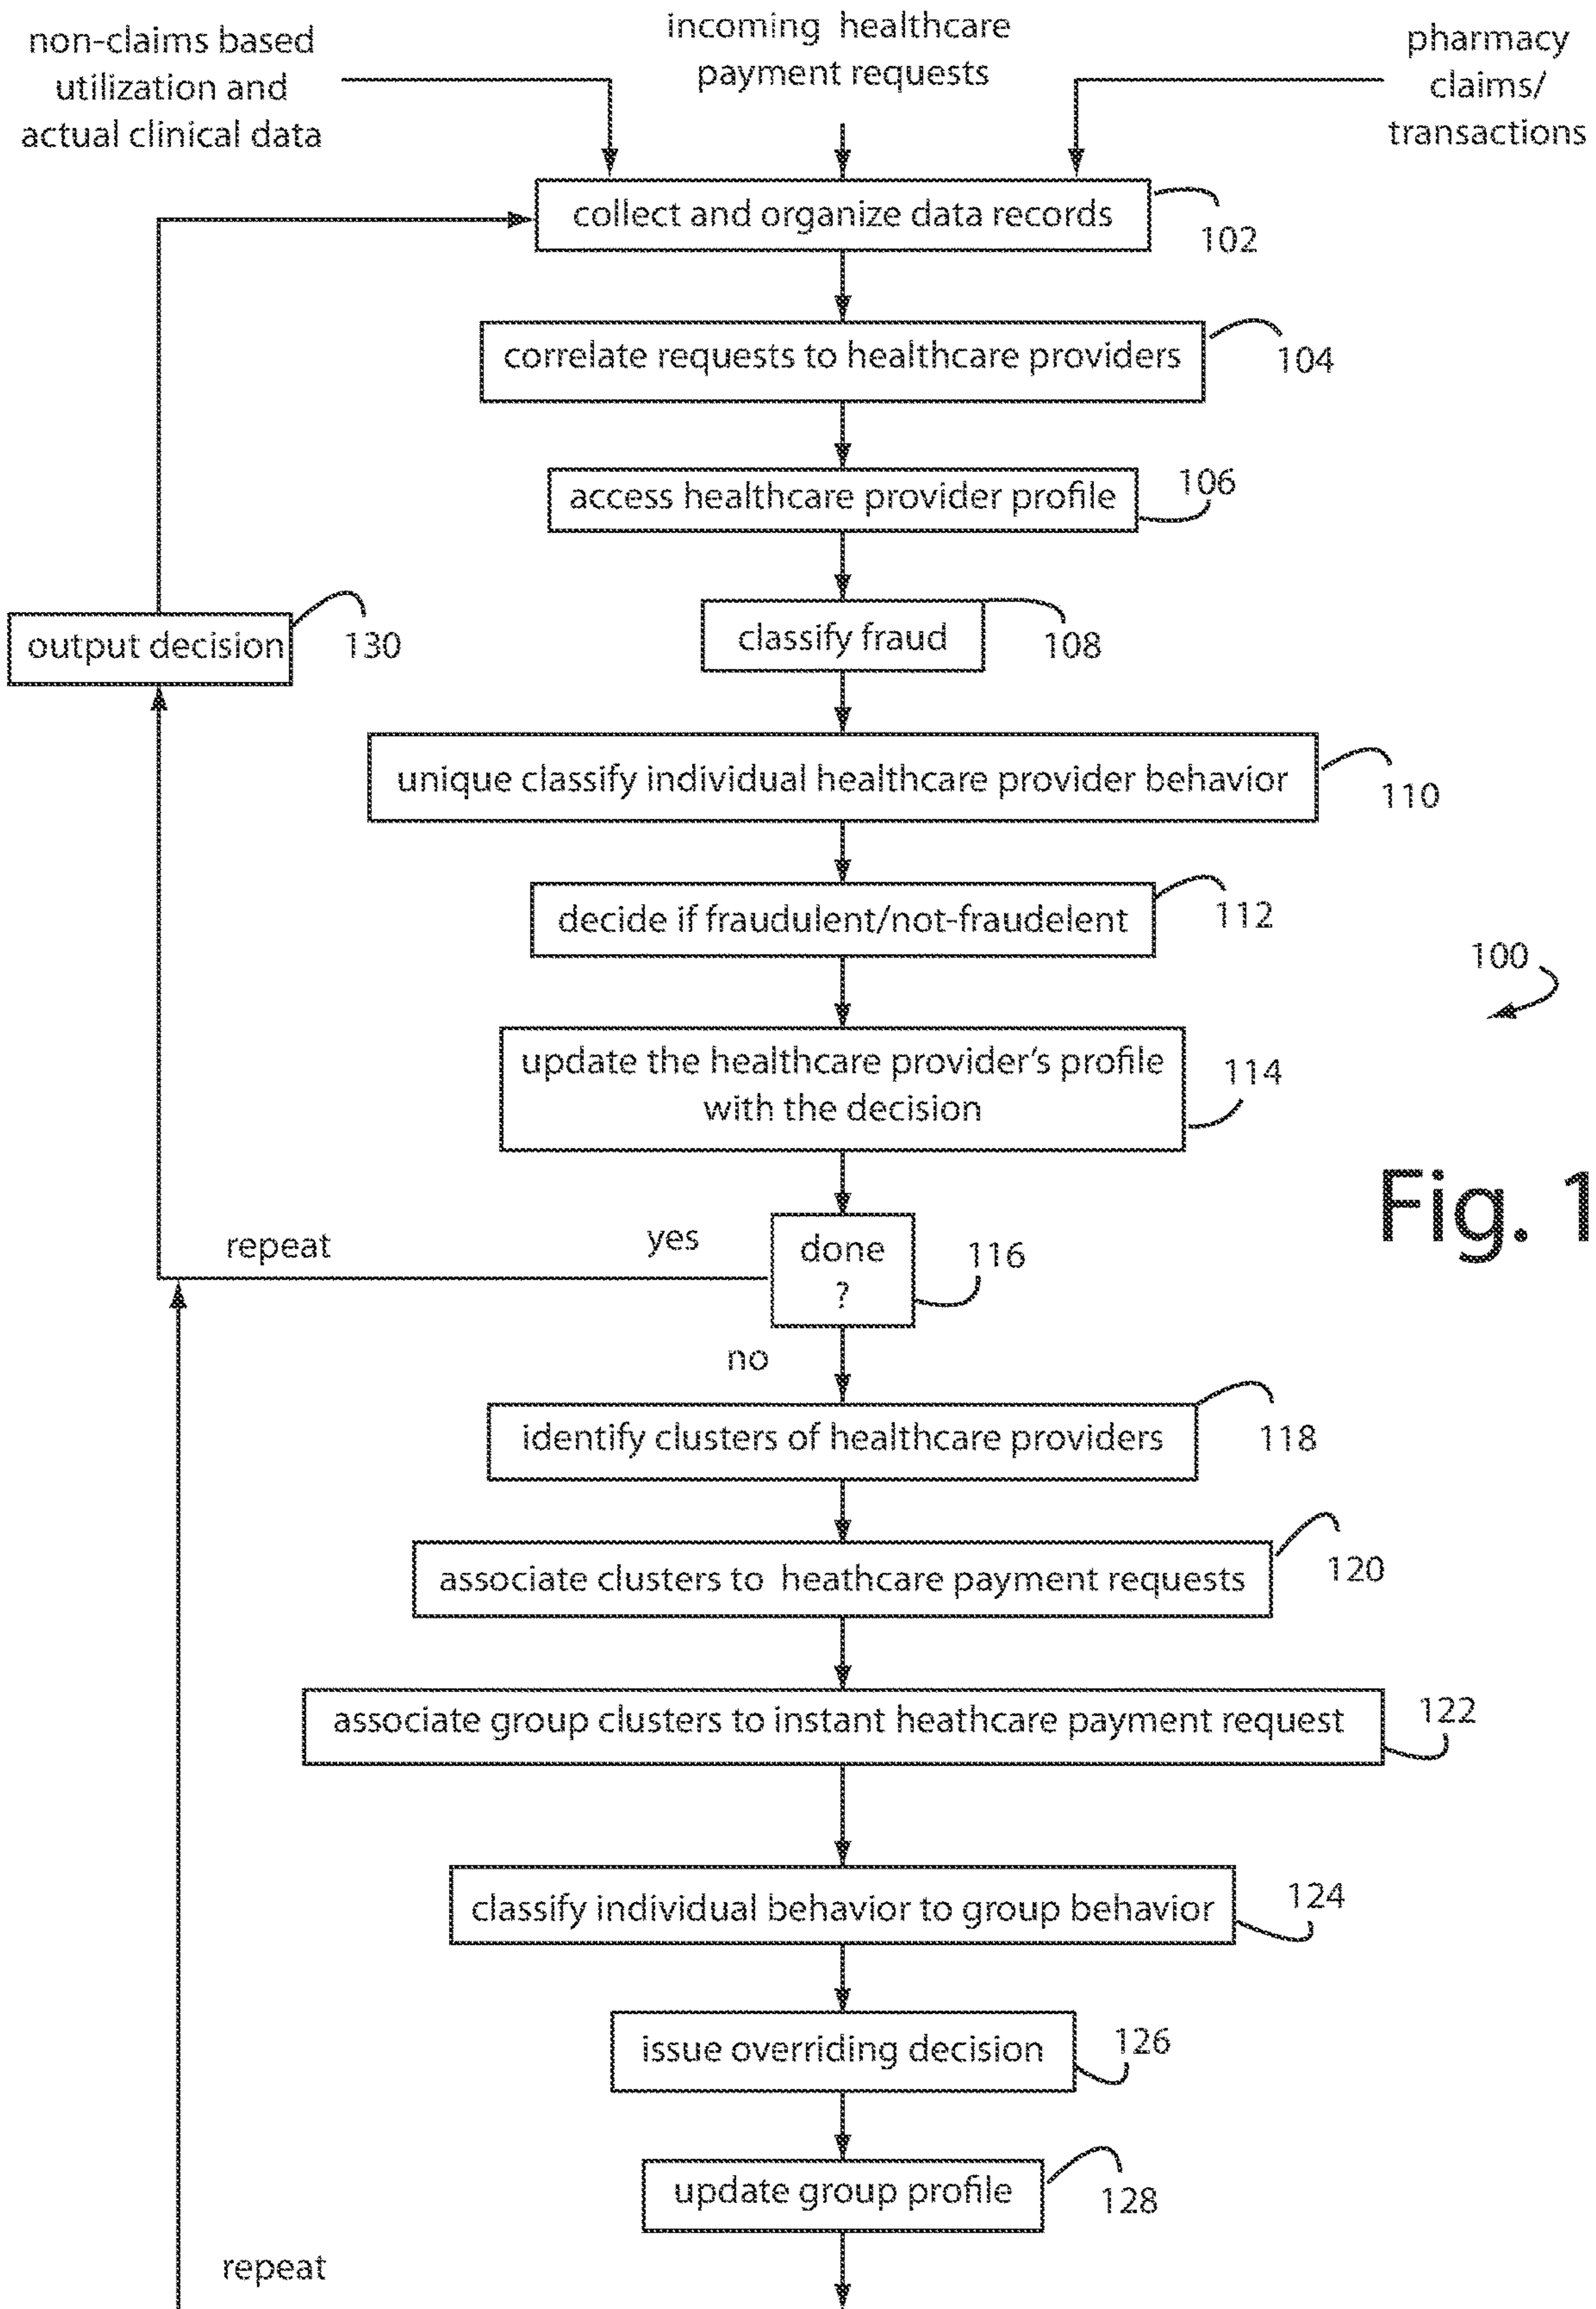 non-claims based
utilization and
actual clinical data
incoming healthcare
payment requests
pharmacy
claims/
transactions
collect and organize data records
102
correlate requests to healthcare providers
104
access healthcare provider profile
106
classify fraud
108
output decision
130
unique classify individual healthcare provider behavior
110
decide if fraudulent/not-fraudelent
112
100
update the healthcare provider's profile
with the decision
114
Fig. 1
repeat
yes
done
?
116
no
identify clusters of healthcare providers
118
associate clusters to heathcare payment requests
120
associate group clusters to instant heathcare payment request
122
classify individual behavior to group behavior
124
issue overriding decision
126
update group profile
128
repeat